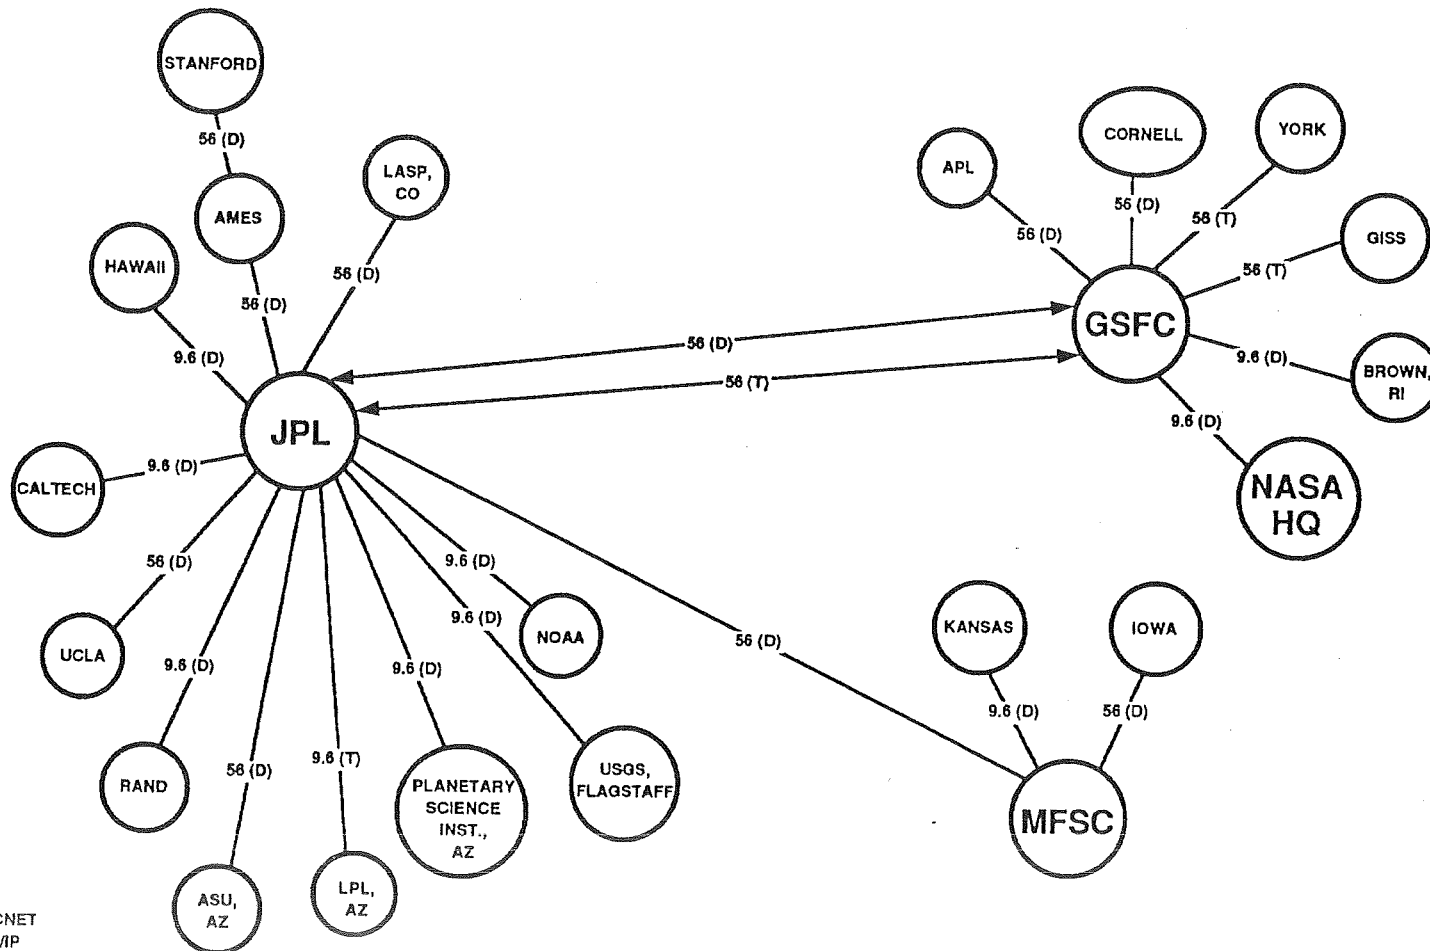 STANFORD
56 (D)
AMES
LASP,
CO
HAWAII
56 (D)
56 (D)
9.6 (D)
JPL
CALTECH
9.6 (D)
56 (D)
UCLA
9.6 (D)
RAND
56 (D)
ASU,
AZ
9.6 (T)
LPL,
AZ
9.6 (D)
PLANETARY
SCIENCE
INST.,
AZ
9.6 (D)
USGS,
FLAGSTAFF
9.6 (D)
NOAA
56 (D)
56 (T)
56 (D)
APL
CORNELL
YORK
GISS
56 (D)
56 (D)
56 (T)
56 (T)
GSFC
9.6 (D)
BROWN,
RI
9.6 (D)
NASA
HQ
KANSAS
IOWA
9.6 (D)
56 (D)
MFSC
CNET
/IP